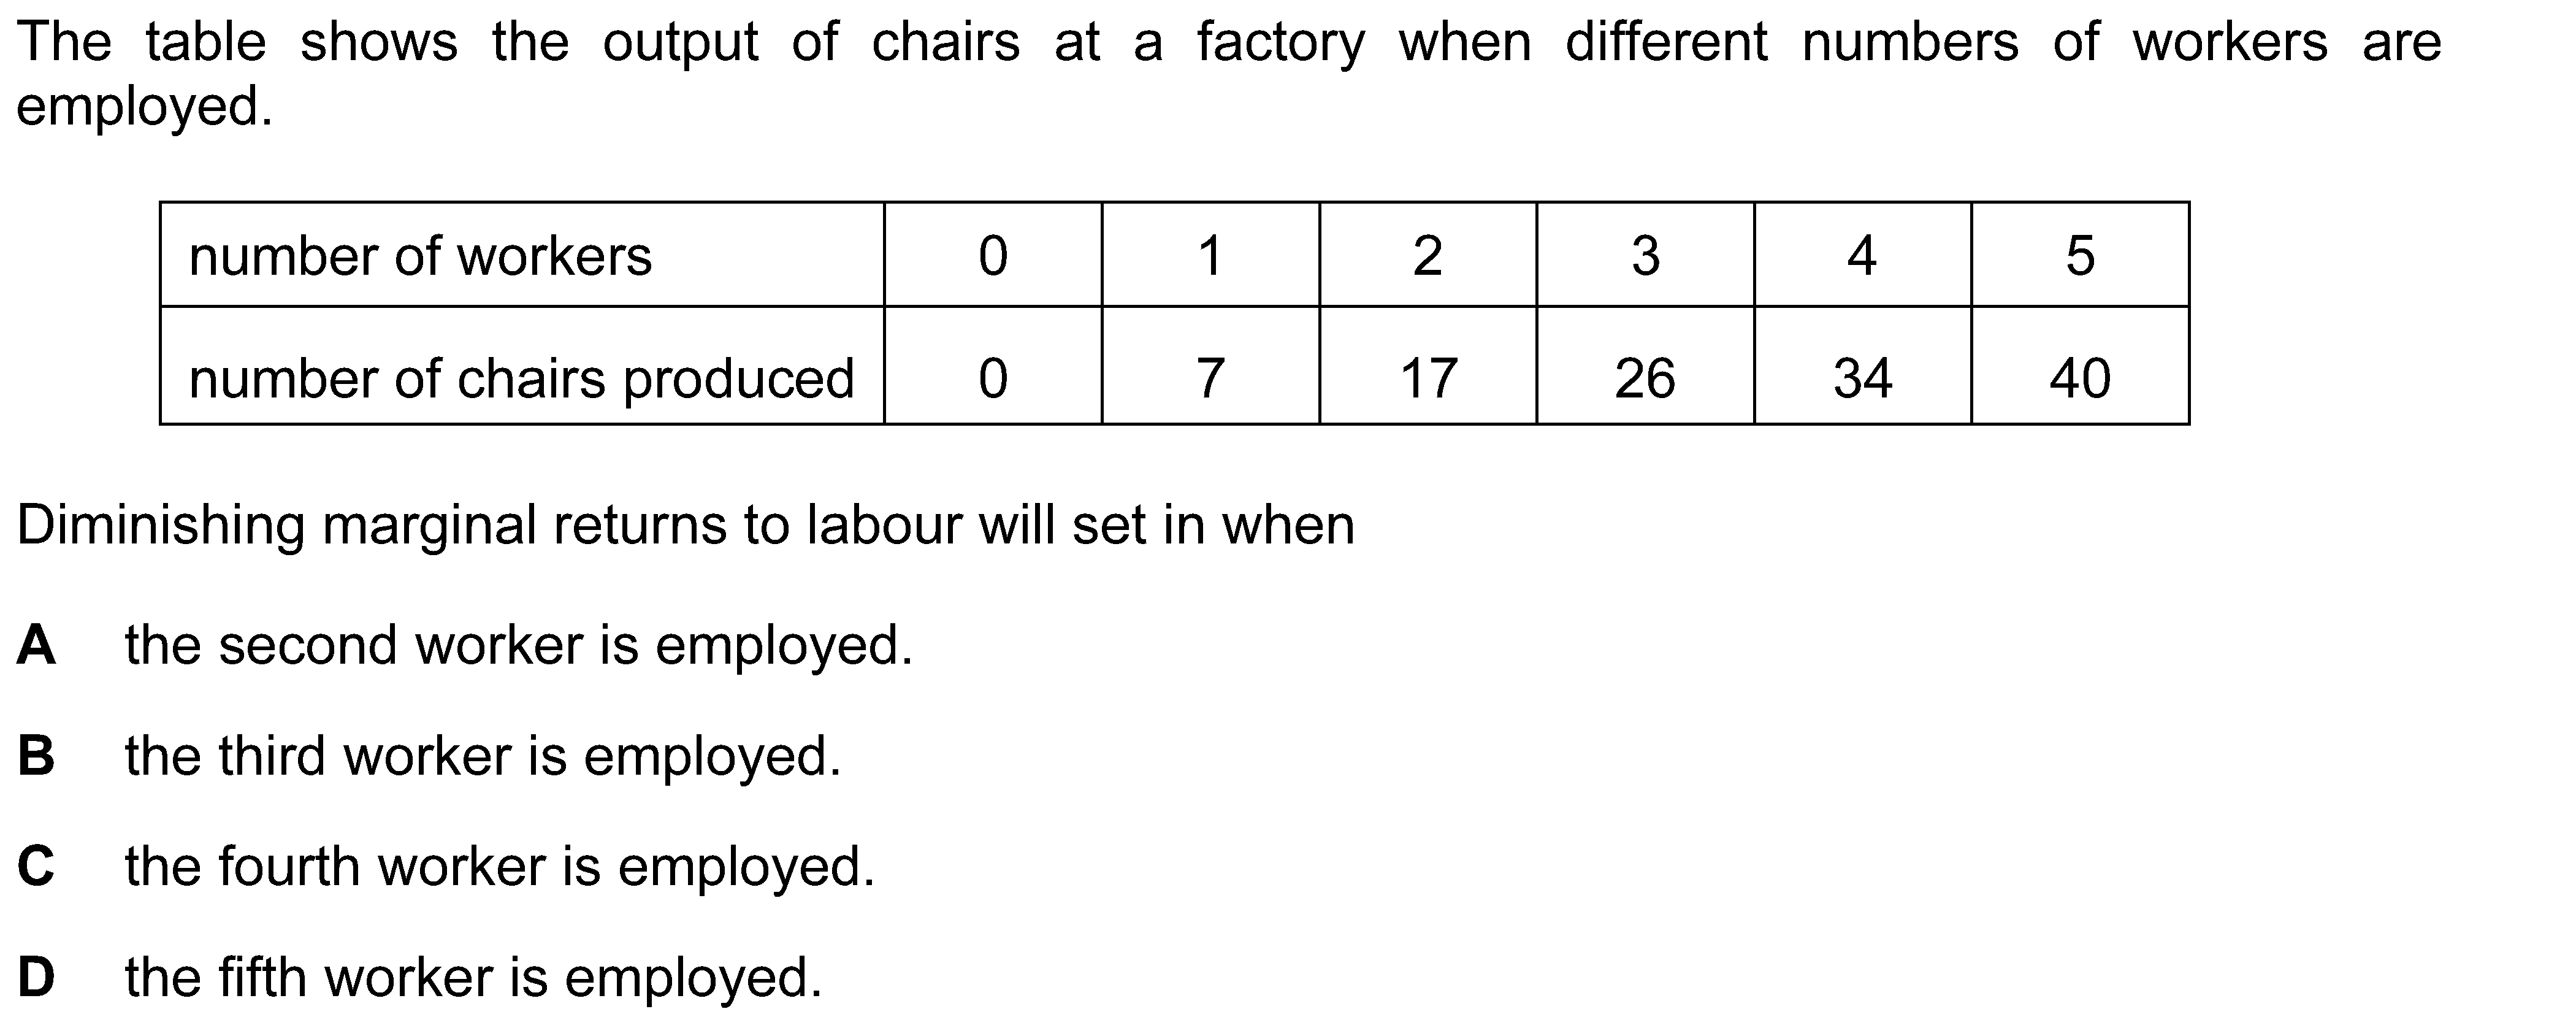 The table shows the output of chairs at a factory when different numbers of workers are
employed.
number of workers 0 1 2 3 4 5
number of chairs produced 0 7 17 26 34 40
Diminishing marginal returns to labour will set in when
A the second worker is employed.
B the third worker is employed.
C the fourth worker is employed.
D the fifth worker is employed.